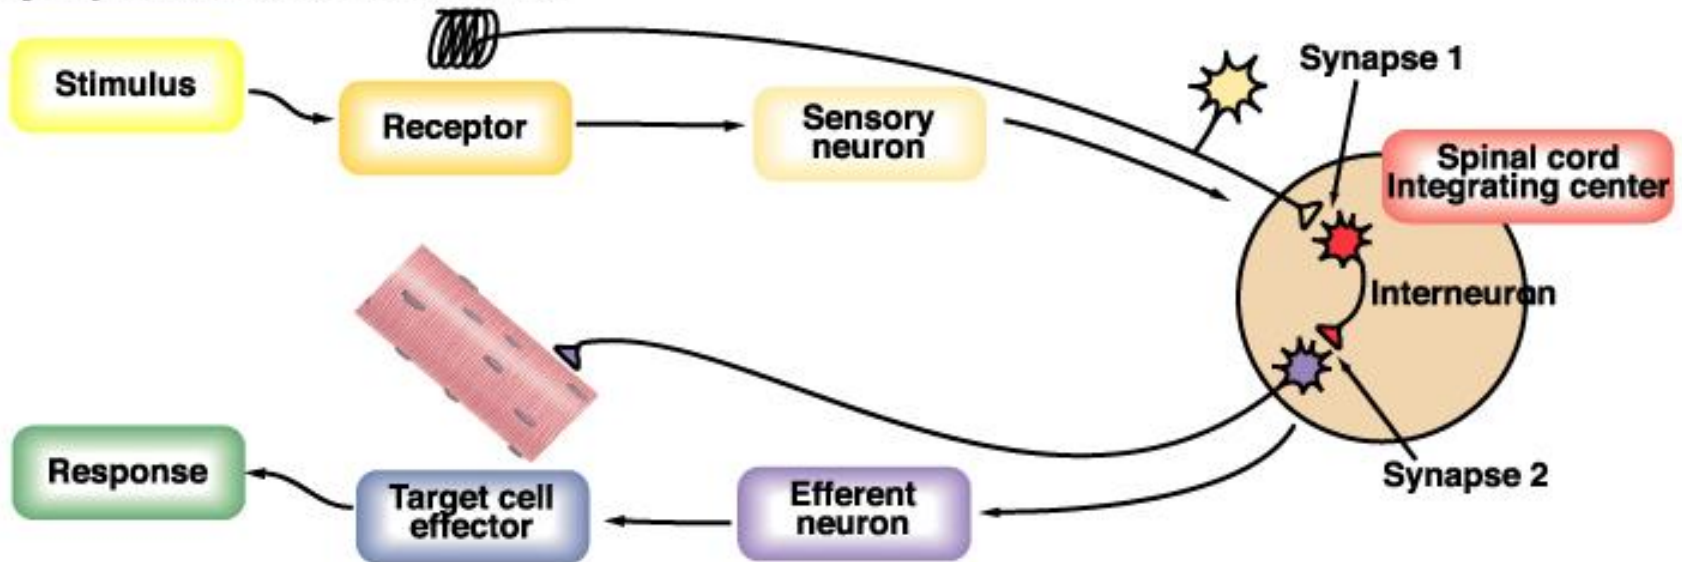 Stimulus
Receptor
Sensory
neuron
Synapse 1
Spinal cord
Integrating center
Interneuron
Synapse 2
Efferent
neuron
Target cell
effector
Response